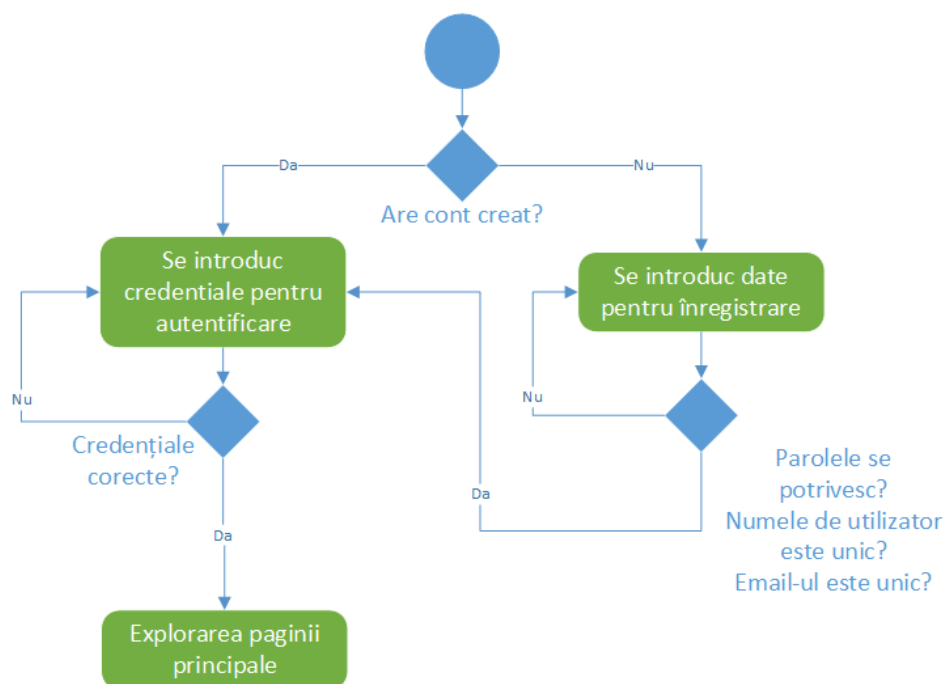 Da
Nu
Are cont creat?
Se introduc
credentiale pentru
autentificare
Se introduc date
pentru înregistrare
Nu
Nu
Credențiale
corecte?
Parolele se
potrivesc?
Numele de utilizator
este unic?
Email-ul este unic?
Da
Da
Explorarea paginii
principale